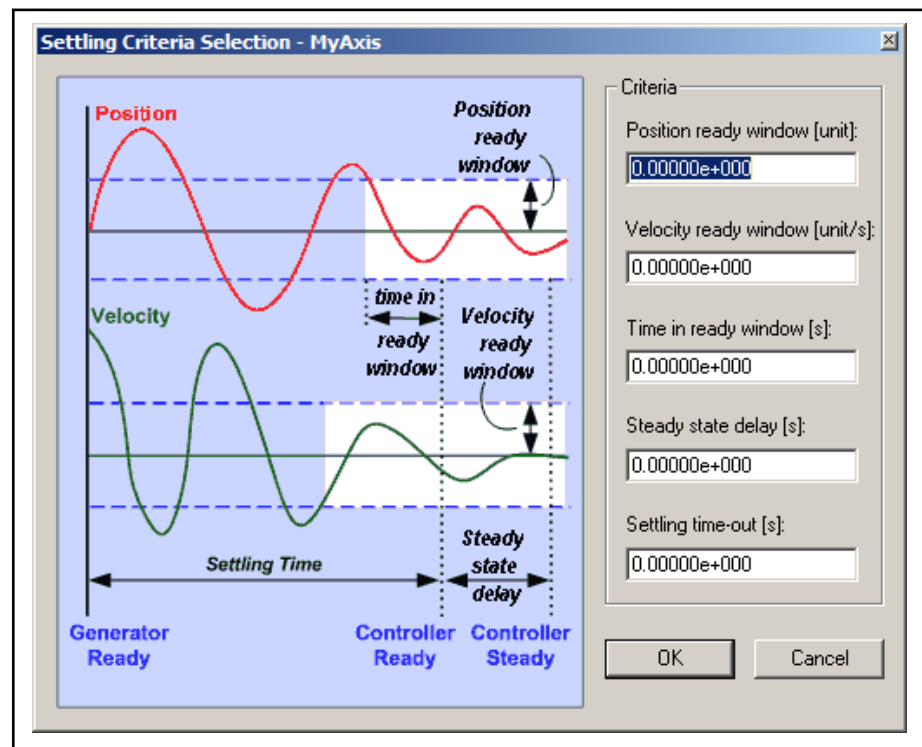 Settling Criteria Selection - MyAxis
Position
Position
ready
window
time in
ready
window
Velocity
Velocity
ready
window
Settling Time
Steady
state
delay
Generator
Ready
Controller
Ready
Controller
Steady
Criteria
Position ready window [unit]:
0.00000e+000
Velocity ready window [unit/s]:
0.00000e+000
Time in ready window [s]:
0.00000e+000
Steady state delay [s]:
0.00000e+000
Settling time-out [s]:
0.00000e+000
OK
Cancel